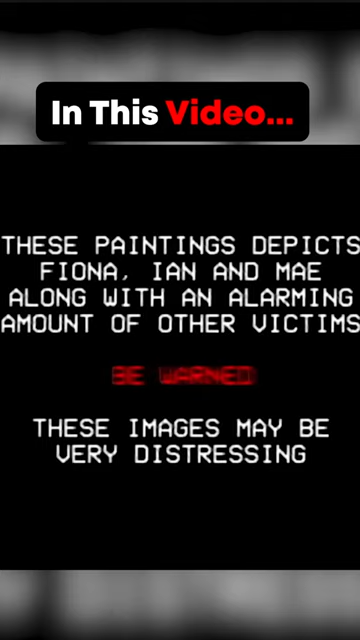 In This Video...
THESE PAINTINGS DEPICTS
FIONA, IAN AND MAE
ALONG WITH AN ALARMING
AMOUNT OF OTHER VICTIMS
BE WARNED
THESE IMAGES MAY BE
VERY DISTRESSING